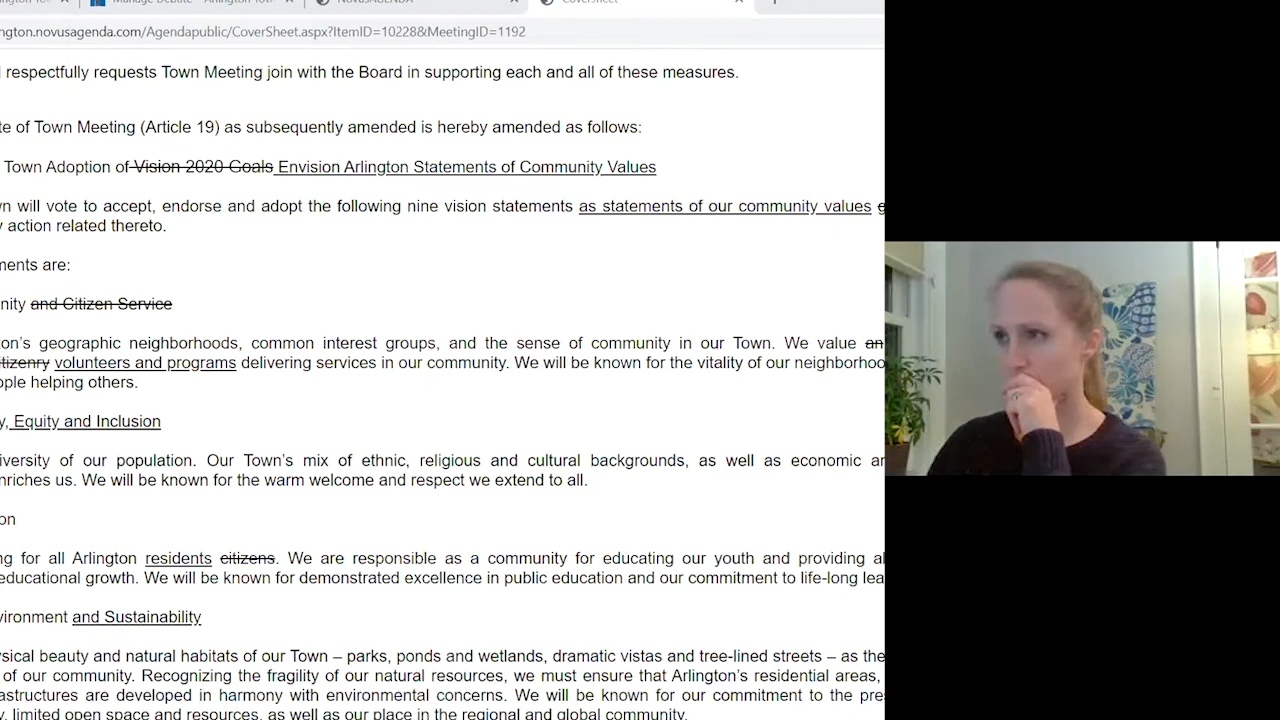 NovusAGENDA
Coversheet
ngton.novusagenda.com/Agendapublic/CoverSheet.aspx?ItemID=10228&MeetingID=1192
respectfully requests Town Meeting join with the Board in supporting each and all of these measures.
te of Town Meeting (Article 19) as subsequently amended is hereby amended as follows:
Town Adoption of Vision 2020 Goals Envision Arlington Statements of Community Values
wn will vote to accept, endorse and adopt the following nine vision statements as statements of our community values
y action related thereto.
ments are:
nity and Citizen Service
ton's geographic neighborhoods, common interest groups, and the sense of community in our Town. We value an
itizenry volunteers and programs delivering services in our community. We will be known for the vitality of our neighborhoo
ople helping others.
y, Equity and Inclusion
iversity of our population. Our Town's mix of ethnic, religious and cultural backgrounds, as well as economic an
nriches us. We will be known for the warm welcome and respect we extend to all.
on
ng for all Arlington residents citizens. We are responsible as a community for educating our youth and providing al
educational growth. We will be known for demonstrated excellence in public education and our commitment to life-long lea
vironment and Sustainability
ysical beauty and natural habitats of our Town – parks, ponds and wetlands, dramatic vistas and tree-lined streets – as the
of our community. Recognizing the fragility of our natural resources, we must ensure that Arlington's residential areas,
rastructures are developed in harmony with environmental concerns. We will be known for our commitment to the pre
y, limited open space and resources, as well as our place in the regional and global community.